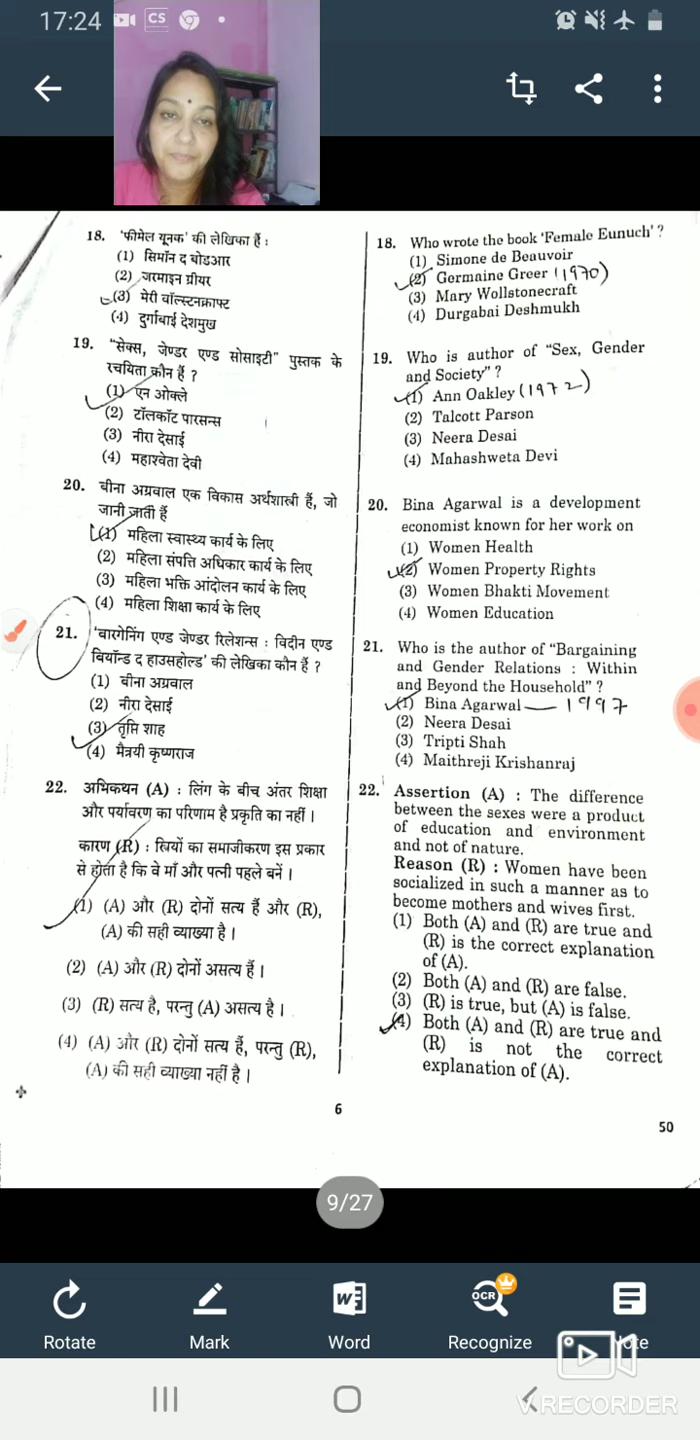 17:24
CS
18. 'फीमेल यूनक' की लेखिका हैं :
(1) सिमॉन द बोडआर
(2) जरमाइन ग्रीयर
(3) मेरी वॉल्स्टनक्राफ्ट
(4) दुर्गाबाई देशमुख
19. "सेक्स, जेण्डर एण्ड सोसाइटी" पुस्तक के
रचयिता कौन हैं ?
(1) एन ओक्ले
(2) टॉलकॉट पारसन्स
(3) नीरा देसाई
(4) महाश्वेता देवी
20. बीना अग्रवाल एक विकास अर्थशास्त्री हैं, जो
जानी जाती हैं
(1) महिला स्वास्थ्य कार्य के लिए
(2) महिला संपत्ति अधिकार कार्य के लिए
(3) महिला भक्ति आंदोलन कार्य के लिए
(4) महिला शिक्षा कार्य के लिए
21. 'बारगेनिंग एण्ड जेण्डर रिलेशन्स : विदीन एण्ड
बियॉन्ड द हाउसहोल्ड' की लेखिका कौन हैं ?
(1) बीना अग्रवाल
(2) नीरा देसाई
(3) तृप्ति शाह
(4) मैत्रयी कृष्णराज
22. अभिकथन (A) : लिंग के बीच अंतर शिक्षा
और पर्यावरण का परिणाम है प्रकृति का नहीं ।
कारण (R) : स्त्रियों का समाजीकरण इस प्रकार
से होता है कि वे माँ और पत्नी पहले बनें ।
(1) (A) और (R) दोनों सत्य हैं और (R),
(A) की सही व्याख्या है ।
(2) (A) और (R) दोनों असत्य हैं ।
(3) (R) सत्य है, परन्तु (A) असत्य है ।
(4) (A) और (R) दोनों सत्य हैं, परन्तु (R),
(A) की सही व्याख्या नहीं है ।
18. Who wrote the book 'Female Eunuch' ?
(1) Simone de Beauvoir
(2) Germaine Greer (1970)
(3) Mary Wollstonecraft
(4) Durgabai Deshmukh
19. Who is author of "Sex, Gender
and Society" ?
(1) Ann Oakley (1972)
(2) Talcott Parson
(3) Neera Desai
(4) Mahashweta Devi
20. Bina Agarwal is a development
economist known for her work on
(1) Women Health
(2) Women Property Rights
(3) Women Bhakti Movement
(4) Women Education
21. Who is the author of "Bargaining
and Gender Relations : Within
and Beyond the Household" ?
(1) Bina Agarwal — 1997
(2) Neera Desai
(3) Tripti Shah
(4) Maithreji Krishanraj
22. Assertion (A) : The difference
between the sexes were a product
of education and environment
and not of nature.
Reason (R) : Women have been
socialized in such a manner as to
become mothers and wives first.
(1) Both (A) and (R) are true and
(R) is the correct explanation
of (A).
(2) Both (A) and (R) are false.
(3) (R) is true, but (A) is false.
(4) Both (A) and (R) are true and
(R) is not the correct
explanation of (A).
6
50
9/27
W
OCR
Rotate
Mark
Word
Recognize
Note
V RECORDER